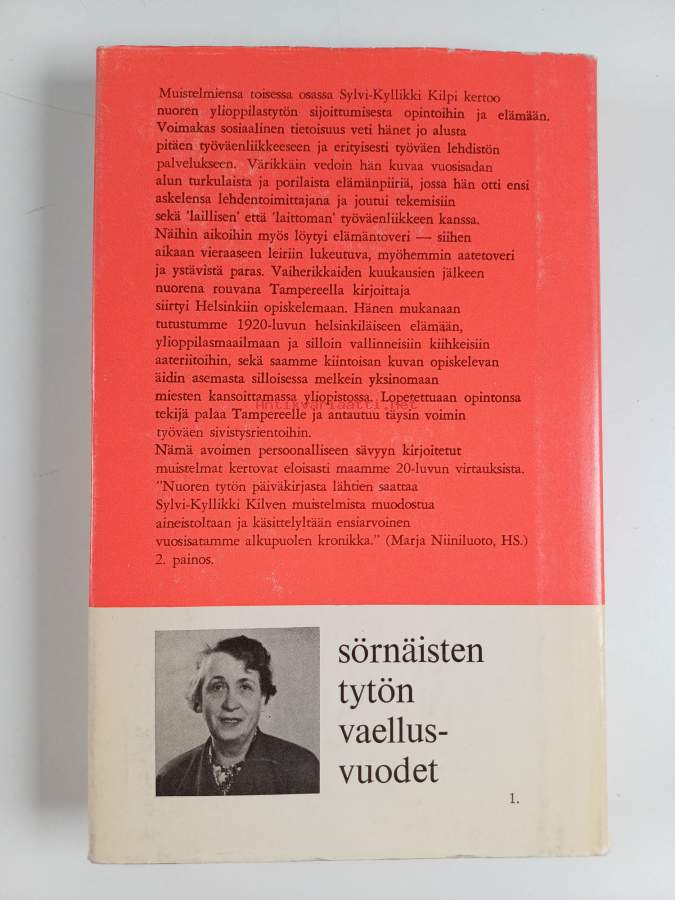 Muistelmiensa toisessa osassa Sylvi-Kyllikki Kilpi kertoo
nuoren ylioppilastytön sijoittumisesta opintoihin ja elämään.
Voimakas sosiaalinen tietoisuus veti hänet jo alusta
pitäen työväenliikkeeseen ja erityisesti työväen lehdistön
palvelukseen. Värikkäin vedoin hän kuvaa vuosisadan
alun turkulaista ja porilaista elämänpiiriä, jossa hän otti ensi
askelensa lehdentoimittajana ja joutui tekemisiin
sekä 'laillisen' että 'laittoman' työväenliikkeen kanssa.
Näihin aikoihin myös löytyi elämäntoveri — siihen
aikaan vieraaseen leiriin lukeutuva, myöhemmin aatetoveri
ja ystävistä paras. Vaiherikkaiden kuukausien jälkeen
nuorena rouvana Tampereella kirjoittaja
siirtyi Helsinkiin opiskelemaan. Hänen mukanaan
tutustumme 1920-luvun helsinkiläiseen elämään,
ylioppilasmaailmaan ja silloin vallinneisiin kiihkeisiin
aateriitoihin, sekä saamme kiintoisan kuvan opiskelevan
äidin asemasta silloisessa melkein yksinomaan
miesten kansoittamassa yliopistossa. Lopetettuaan opintonsa
Antikvariaatti.net
tekijä palaa Tampereelle ja antautuu täysin voimin
työväen sivistysrientoihin.
Nämä avoimen persoonalliseen sävyyn kirjoitetut
muistelmat kertovat eloisasti maamme 20-luvun virtauksista.
"Nuoren tytön päiväkirjasta lähtien saattaa
Sylvi-Kyllikki Kilven muistelmista muodostua
aineistoltaan ja käsittelyltään ensiarvoinen
vuosisatamme alkupuolen kronikka." (Marja Niiniluoto, HS.)
2. painos.
sörnäisten
tytön
vaellus-
vuodet
1.